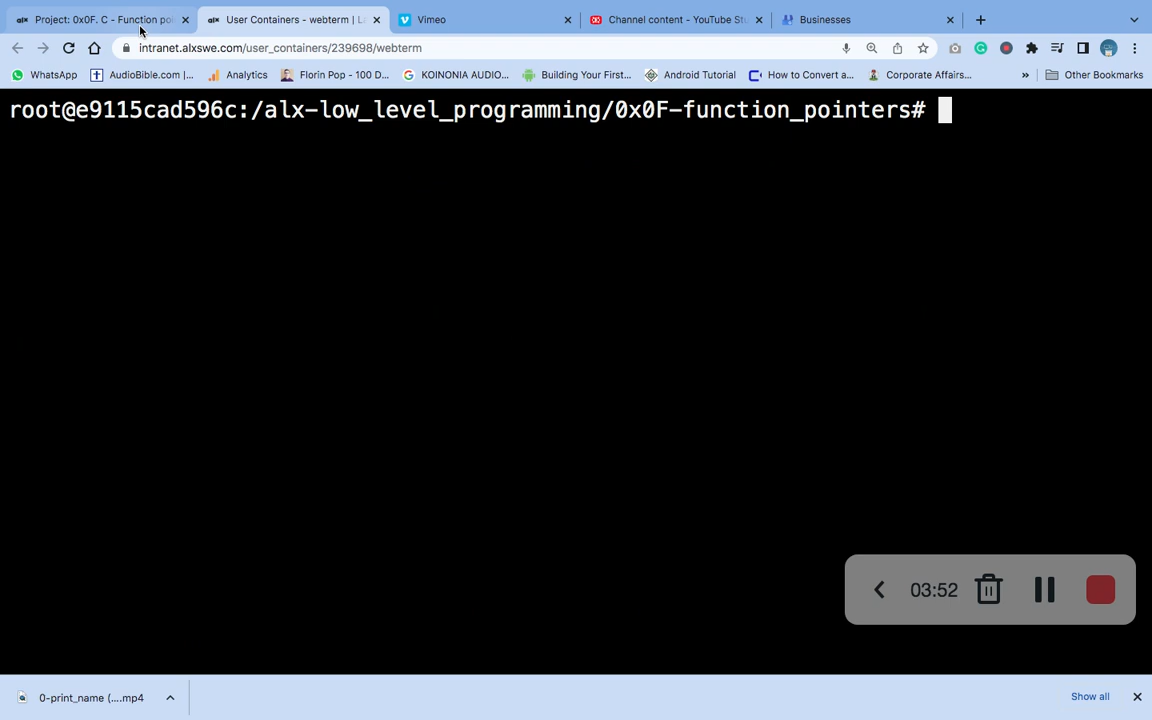 Project: 0x0F. C - Function poi
User Containers - webterm | L
Vimeo
Channel content - YouTube Stu
Businesses
intranet.alxswe.com/user_containers/239698/webterm
WhatsApp
AudioBible.com |...
Analytics
Florin Pop - 100 D...
KOINONIA AUDIO...
Building Your First...
Android Tutorial
How to Convert a...
Corporate Affairs...
»
Other Bookmarks
root@e9115cad596c:/alx-low_level_programming/0x0F-function_pointers#
03:52
0-print_name (....mp4
Show all